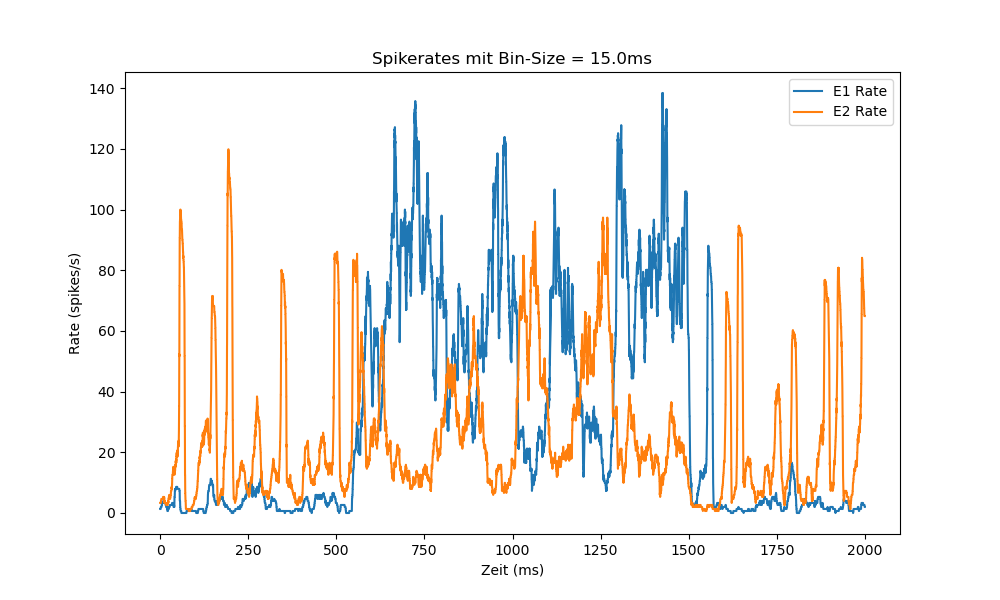 Spikerates mit Bin-Size = 15.0ms
E1 Rate
E2 Rate
140
120
100
80
60
40
20
0
Rate (spikes/s)
0 250 500 750 1000 1250 1500 1750 2000
Zeit (ms)